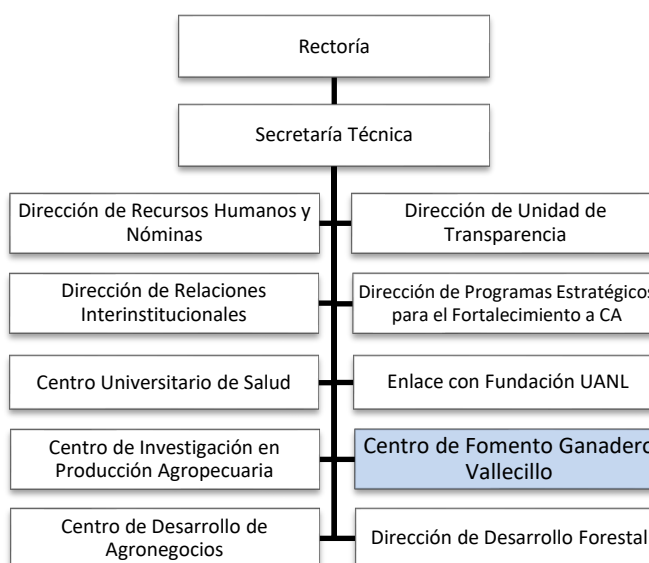 Rectoría
Secretaría Técnica
Dirección de Recursos Humanos y
Nóminas
Dirección de Unidad de
Transparencia
Dirección de Relaciones
Interinstitucionales
Dirección de Programas Estratégicos
para el Fortalecimiento a CA
Centro Universitario de Salud
Enlace con Fundación UANL
Centro de Investigación en
Producción Agropecuaria
Centro de Fomento Ganadero
Vallecillo
Centro de Desarrollo de
Agronegocios
Dirección de Desarrollo Forestal